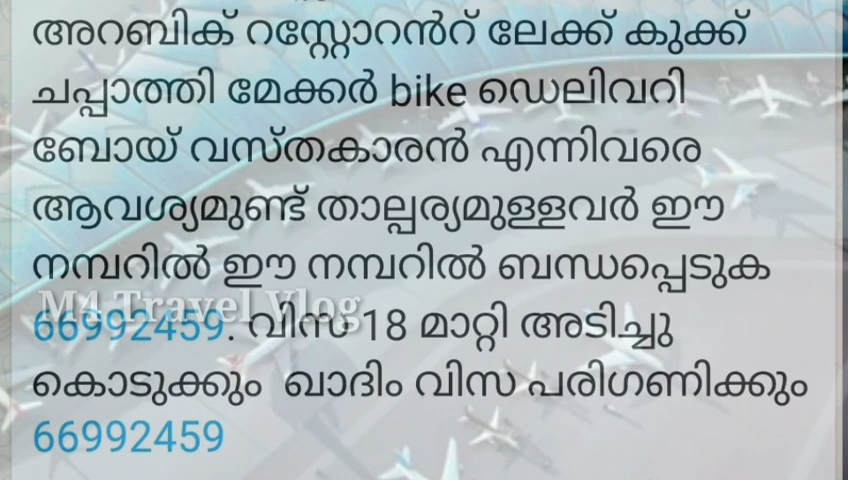 അറബിക് റസ്റ്റോറൻറ് ലേക്ക് കുക്ക്
ചപ്പാത്തി മേക്കർ bike ഡെലിവറി
ബോയ് വസ്തകാരൻ എന്നിവരെ
ആവശ്യമുണ്ട് താല്പര്യമുള്ളവർ ഈ
നമ്പറിൽ ഈ നമ്പറിൽ ബന്ധപ്പെടുക
M4 Travel Vlog
66992459. വിസ 18 മാറ്റി അടിച്ചു
കൊടുക്കും ഖാദിം വിസ പരിഗണിക്കും
66992459